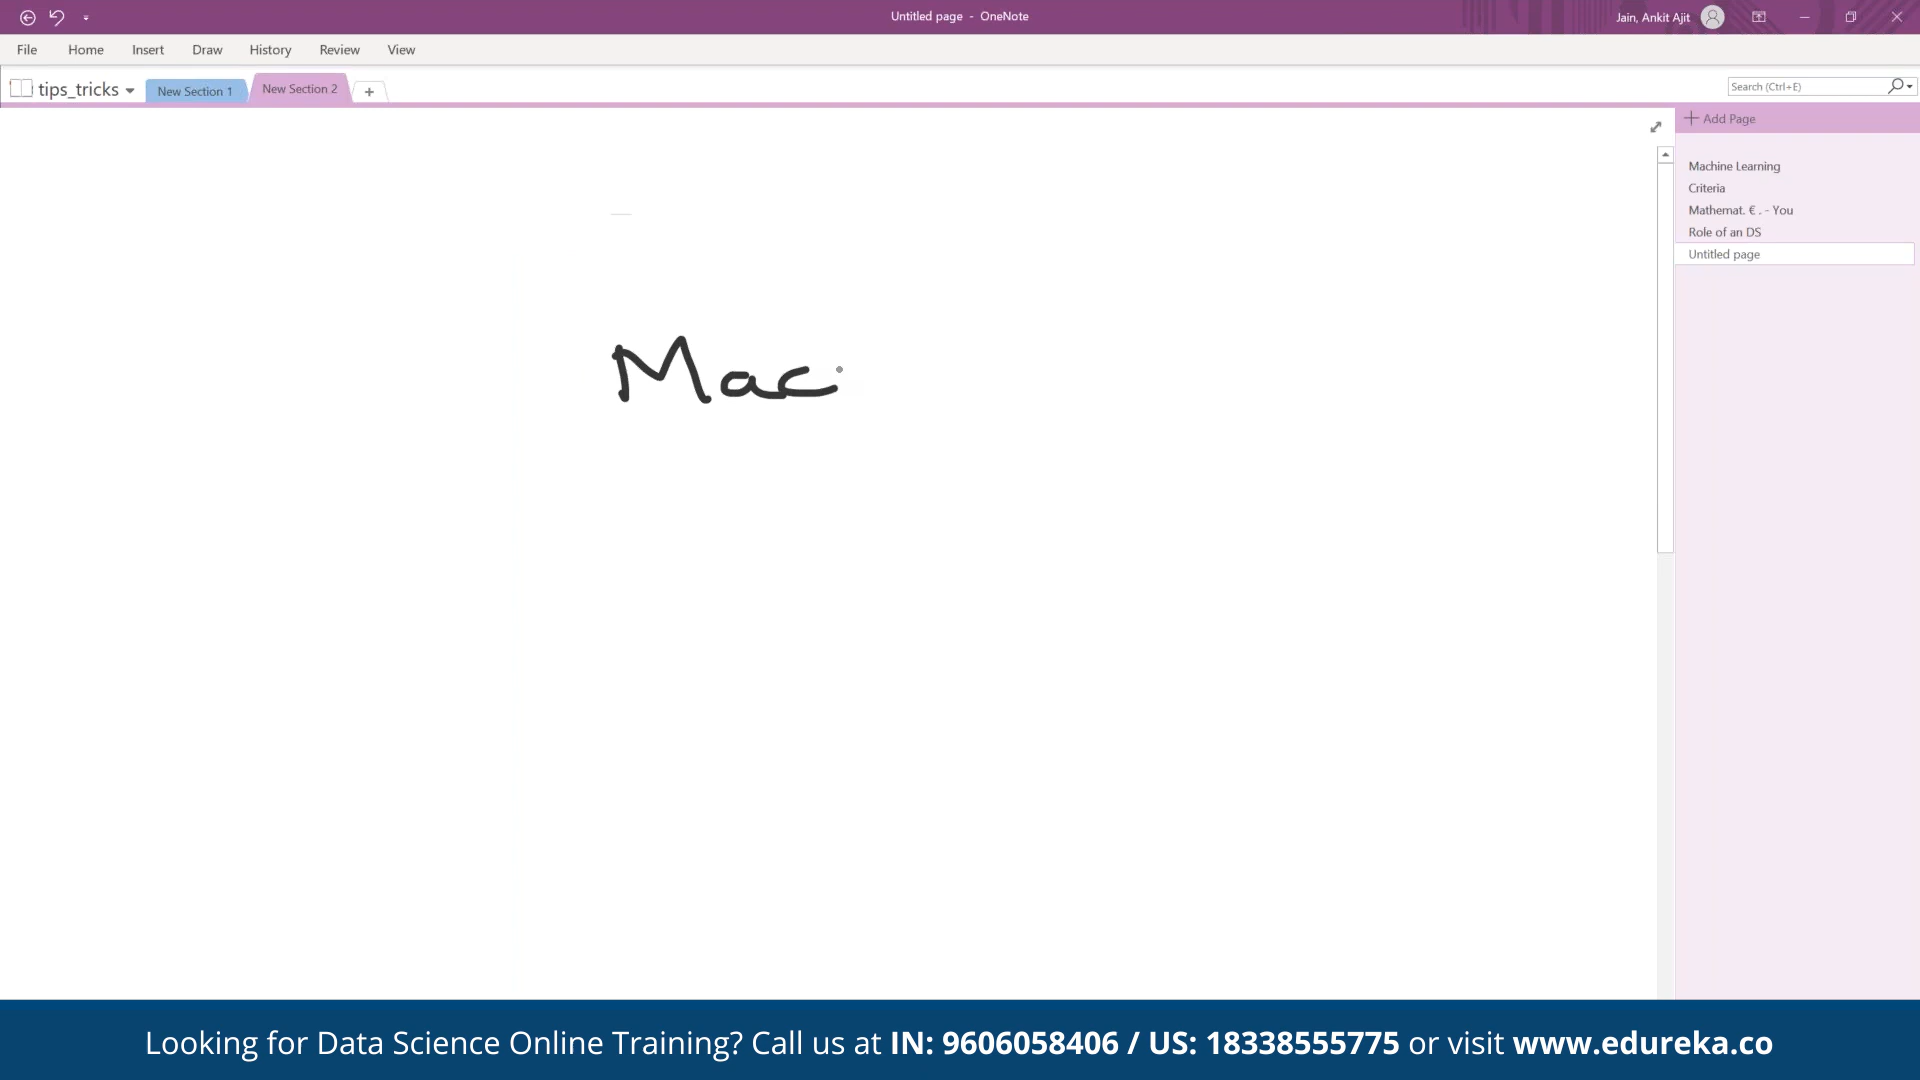 Untitled page - OneNote
Jain, Ankit Ajit
File Home Insert Draw History Review View
tips_tricks New Section 1 New Section 2 +
Search (Ctrl+E)
Add Page
Machine Learning
Criteria
Mathemat. € . - You
Role of an DS
Untitled page
Mac
Looking for Data Science Online Training? Call us at IN: 9606058406 / US: 18338555775 or visit www.edureka.co